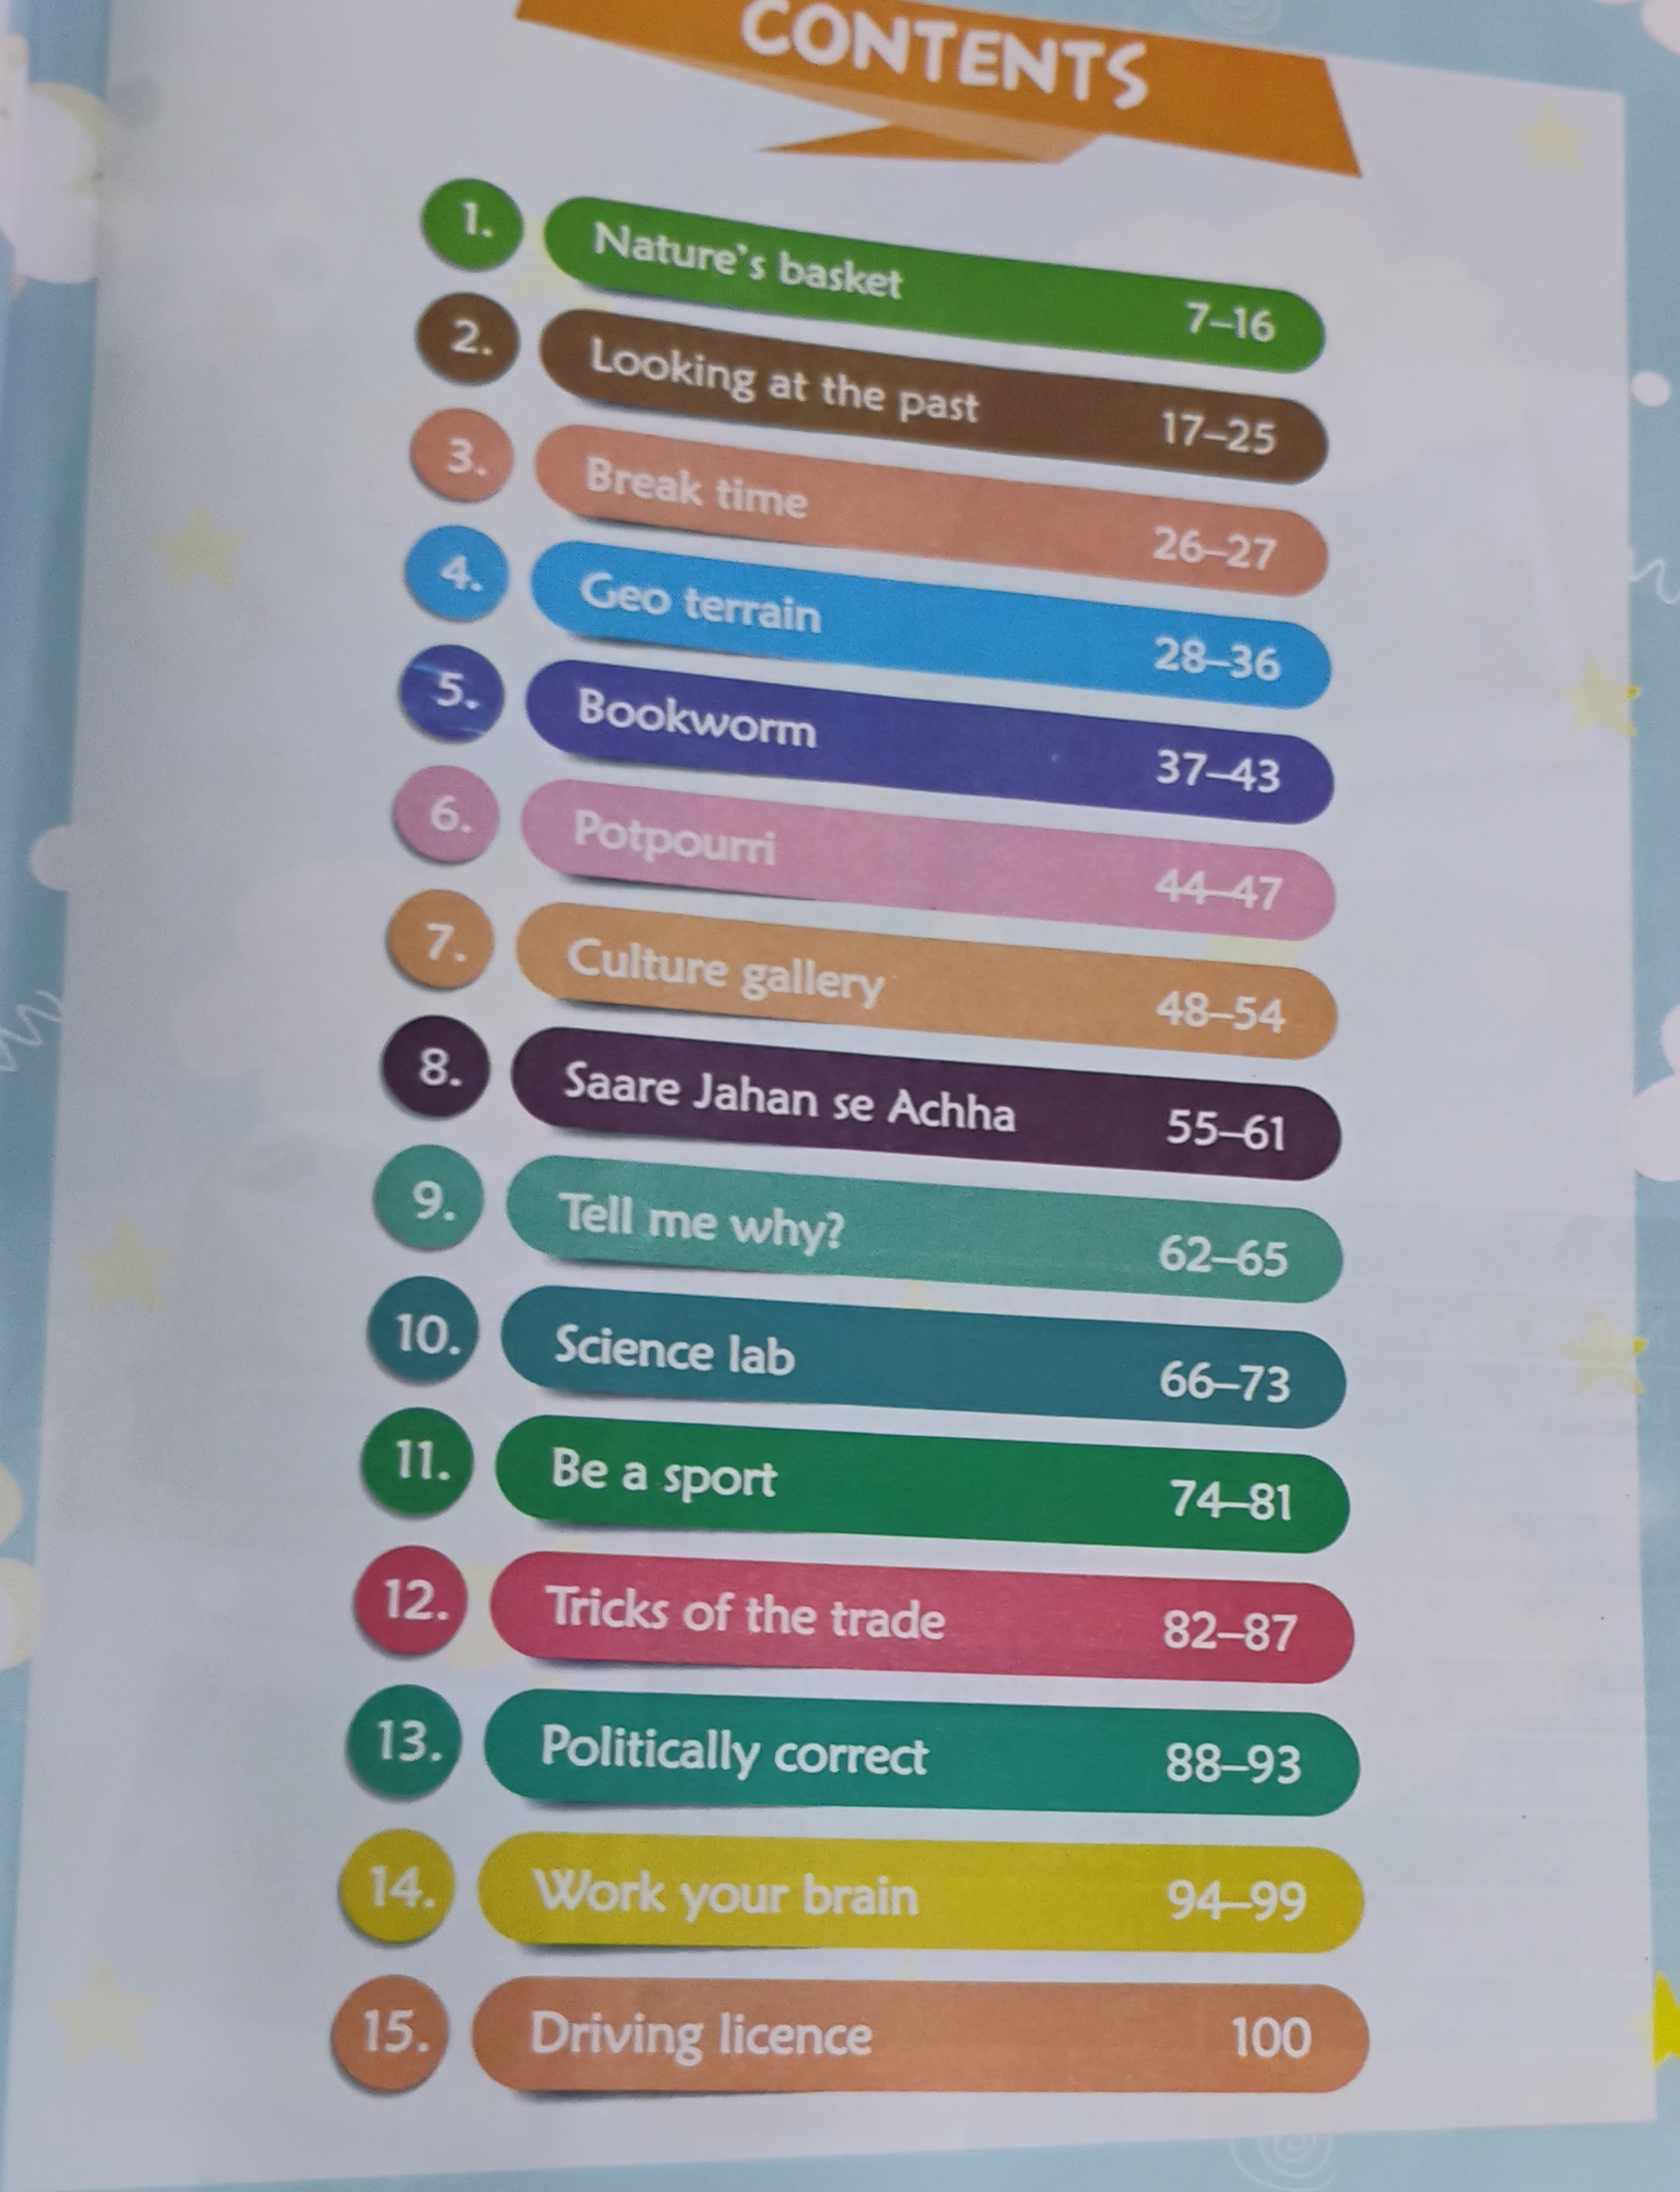 CONTENTS
1. Nature's basket 7–16
2. Looking at the past 17–25
3. Break time 26–27
4. Geo terrain 28–36
5. Bookworm 37–43
6. Potpourri 44–47
7. Culture gallery 48–54
8. Saare Jahan se Achha 55–61
9. Tell me why? 62–65
10. Science lab 66–73
11. Be a sport 74–81
12. Tricks of the trade 82–87
13. Politically correct 88–93
14. Work your brain 94–99
15. Driving licence 100